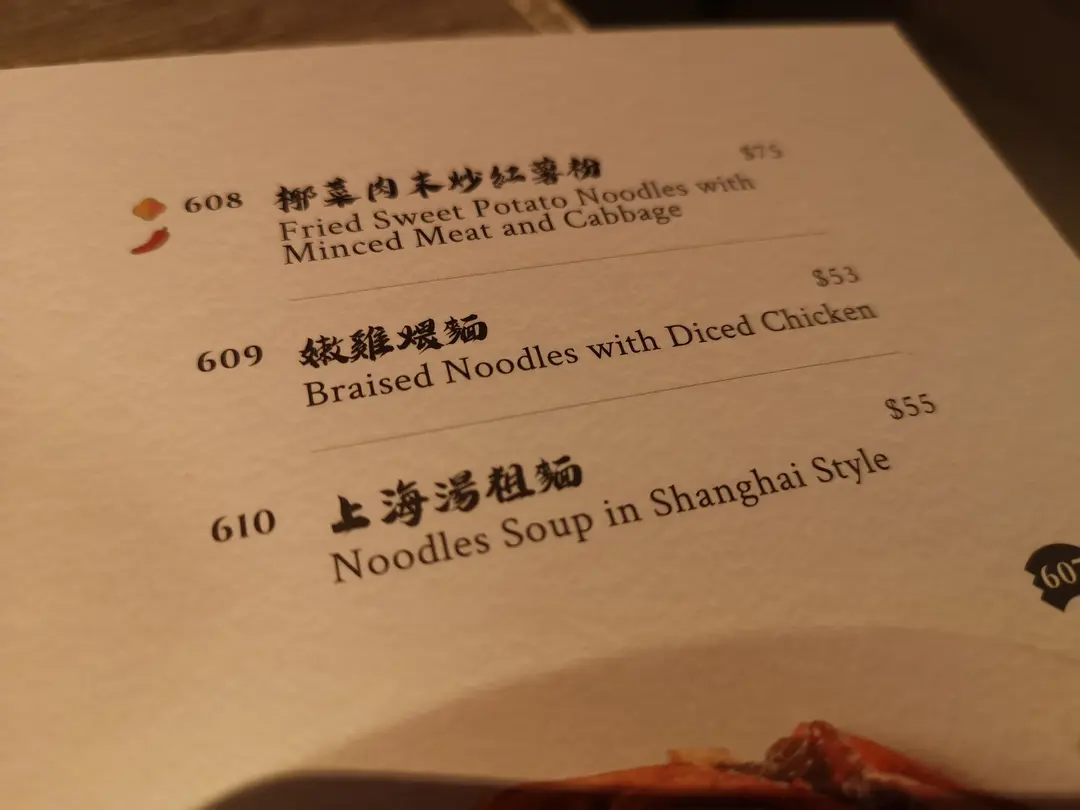 $75
608 椰菜肉末炒紅薯粉
Fried Sweet Potato Noodles with
Minced Meat and Cabbage
$53
609 嫩雞煨麵
Braised Noodles with Diced Chicken
$55
610 上海湯粗麵
Noodles Soup in Shanghai Style
607